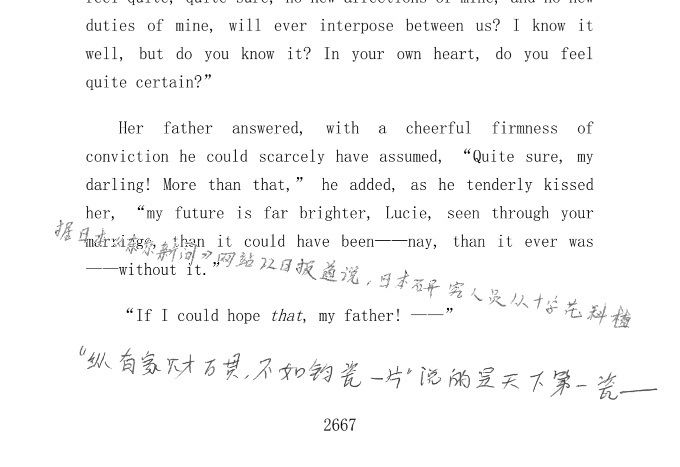 feel quite, quite sure, no new affections of mine, and no new
duties of mine, will ever interpose between us? I know it
well, but do you know it? In your own heart, do you feel
quite certain?”
Her father answered, with a cheerful firmness of
conviction he could scarcely have assumed, “Quite sure, my
darling! More than that,” he added, as he tenderly kissed
her, “my future is far brighter, Lucie, seen through your
marriage, than it could have been——nay, than it ever was
——without it.”
据日本《东京新闻》网站22日报道说，日本研究人员从十字花科植
“If I could hope that, my father! ——”
“纵有家财万贯，不如钧瓷一片”说的是天下第一瓷——
2667